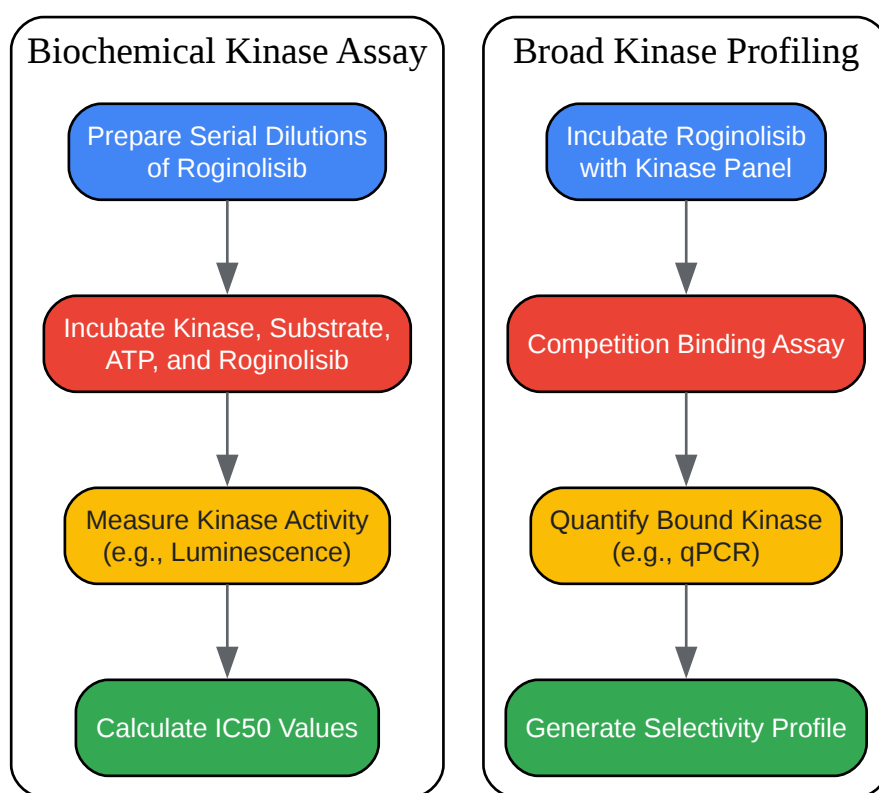 Biochemical Kinase Assay
Prepare Serial Dilutions
of Roginolisib
Incubate Kinase, Substrate,
ATP, and Roginolisib
Measure Kinase Activity
(e.g., Luminescence)
Calculate IC50 Values
Broad Kinase Profiling
Incubate Roginolisib
with Kinase Panel
Competition Binding Assay
Quantify Bound Kinase
(e.g., qPCR)
Generate Selectivity Profile